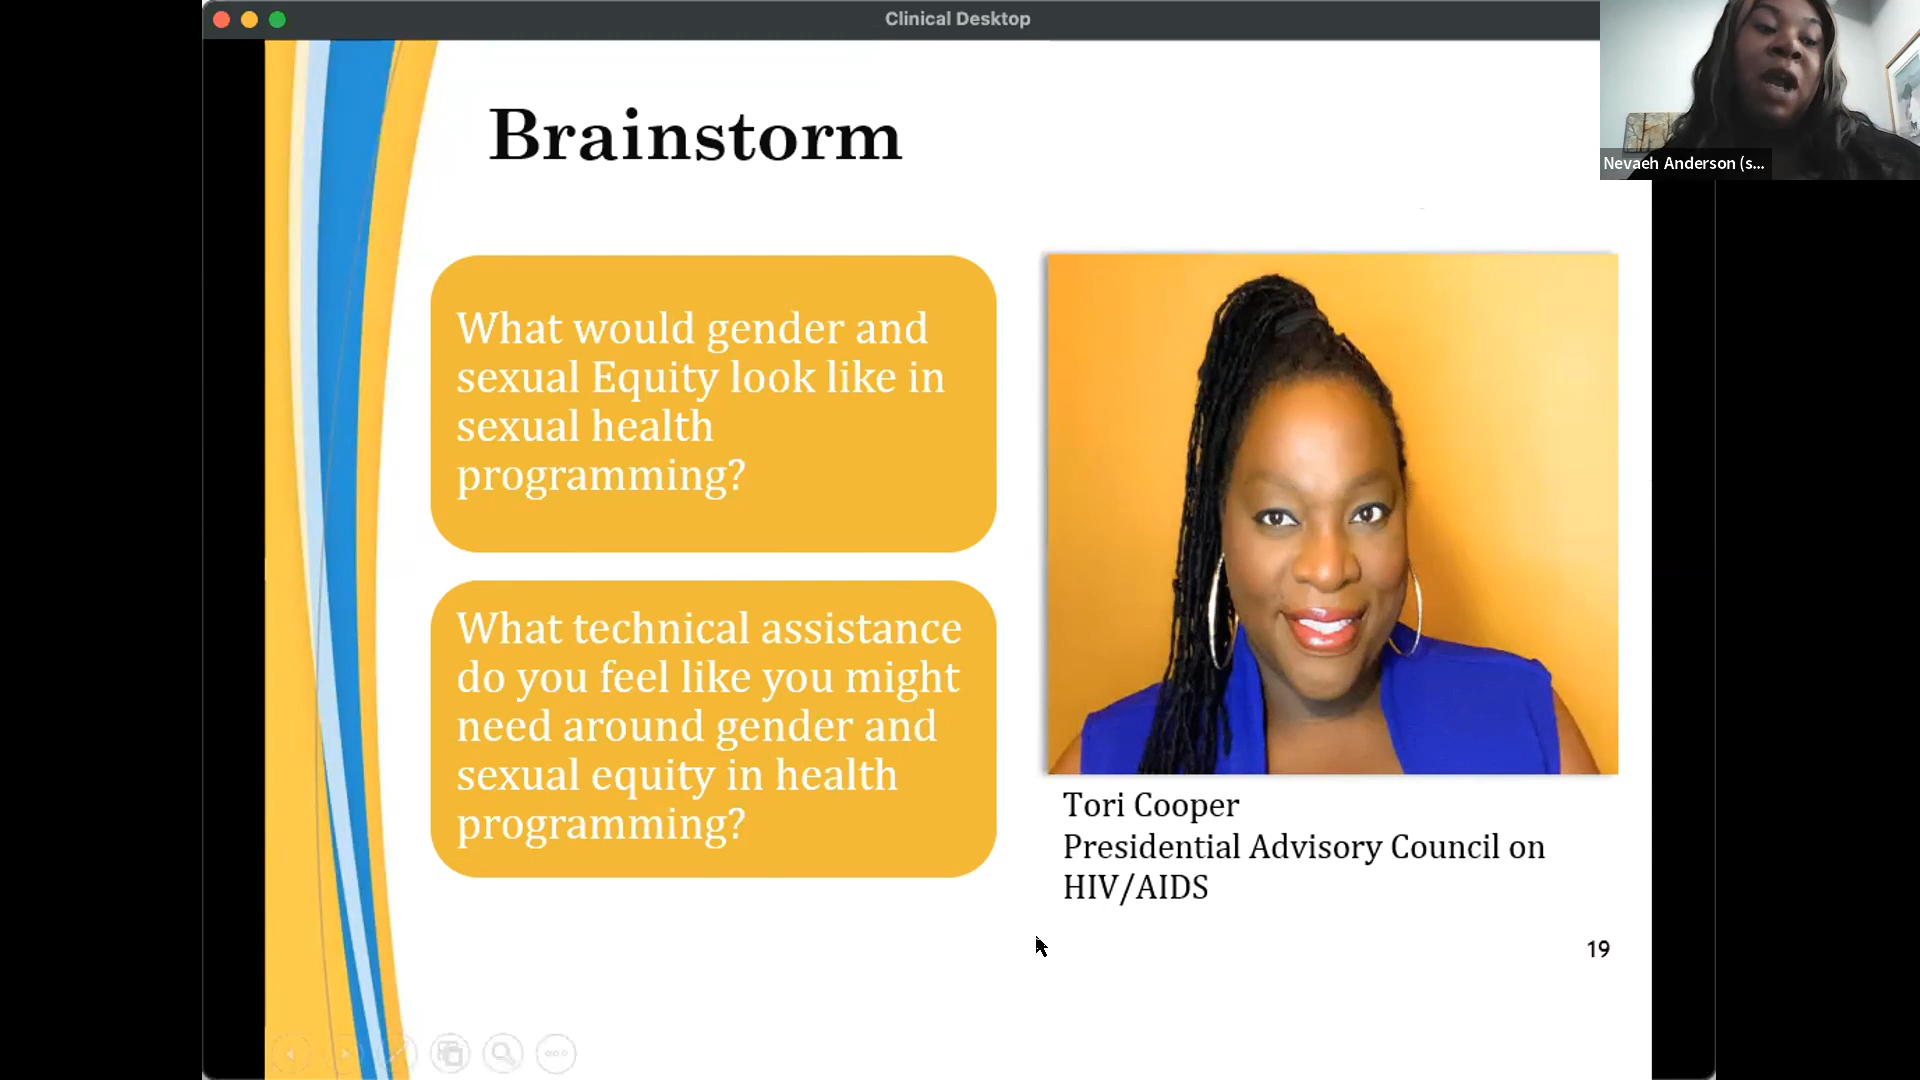 Clinical Desktop
Nevaeh Anderson (s...
Brainstorm
What would gender and
sexual Equity look like in
sexual health
programming?
What technical assistance
do you feel like you might
need around gender and
sexual equity in health
programming?
Tori Cooper
Presidential Advisory Council on
HIV/AIDS
19